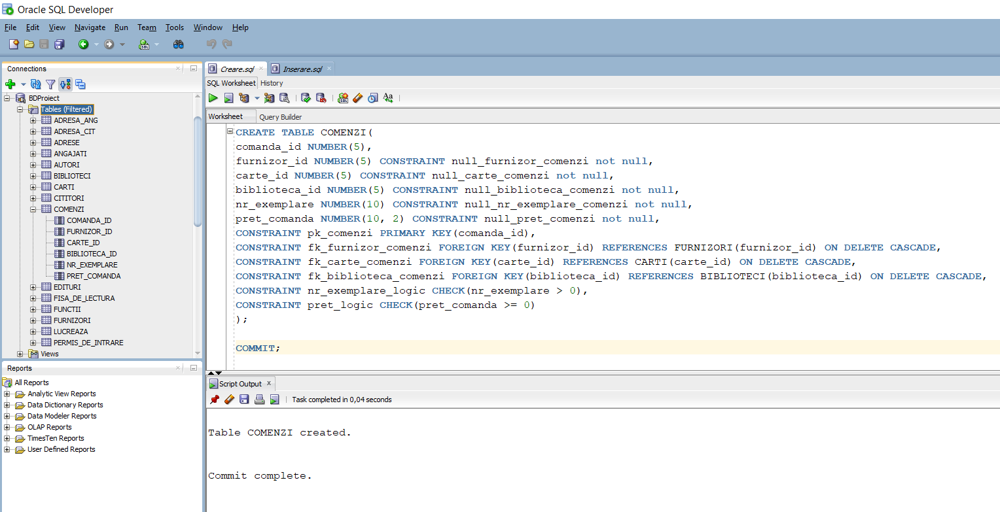 Oracle SQL Developer
File Edit View Navigate Run Team Tools Window Help
Connections
BDProject
Tables (Filtered)
ADRESA_ANG
ADRESA_CIT
ADRESE
ANGAJATI
AUTORI
BIBLIOTECI
CARTI
CITITORI
COMENZI
COMANDA_ID
FURNIZOR_ID
CARTE_ID
BIBLIOTECA_ID
NR_EXEMPLARE
PRET_COMANDA
EDITURI
FISA_DE_LECTURA
FUNCTII
FURNIZORI
LUCREAZA
PERMIS_DE_INTRARE
Views
Reports
All Reports
Analytic View Reports
Data Dictionary Reports
Data Modeler Reports
OLAP Reports
TimesTen Reports
User Defined Reports
Creare.sql Inserare.sql
SQL Worksheet History
Worksheet Query Builder
CREATE TABLE COMENZI(
comanda_id NUMBER(5),
furnizor_id NUMBER(5) CONSTRAINT null_furnizor_comenzi not null,
carte_id NUMBER(5) CONSTRAINT null_carte_comenzi not null,
biblioteca_id NUMBER(5) CONSTRAINT null_biblioteca_comenzi not null,
nr_exemplare NUMBER(10) CONSTRAINT null_nr_exemplare_comenzi not null,
pret_comanda NUMBER(10, 2) CONSTRAINT null_pret_comenzi not null,
CONSTRAINT pk_comenzi PRIMARY KEY(comanda_id),
CONSTRAINT fk_furnizor_comenzi FOREIGN KEY(furnizor_id) REFERENCES FURNIZORI(furnizor_id) ON DELETE CASCADE,
CONSTRAINT fk_carte_comenzi FOREIGN KEY(carte_id) REFERENCES CARTI(carte_id) ON DELETE CASCADE,
CONSTRAINT fk_biblioteca_comenzi FOREIGN KEY(biblioteca_id) REFERENCES BIBLIOTECI(biblioteca_id) ON DELETE CASCADE,
CONSTRAINT nr_exemplare_logic CHECK(nr_exemplare > 0),
CONSTRAINT pret_logic CHECK(pret_comanda >= 0)
);
COMMIT;
Script Output
Task completed in 0,04 seconds
Table COMENZI created.
Commit complete.